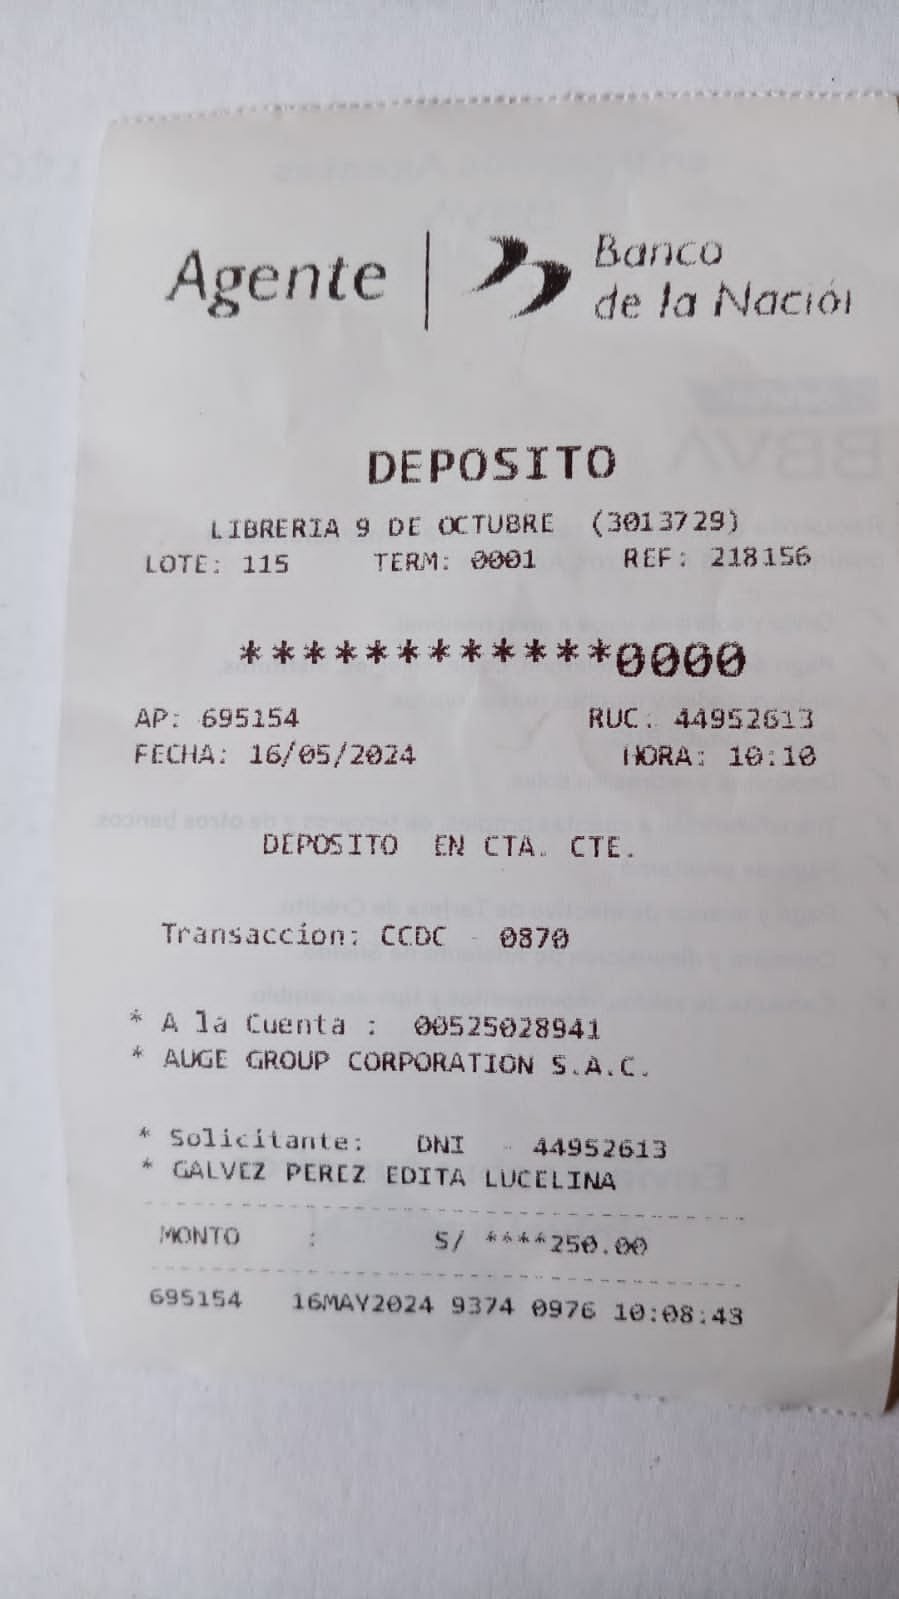 Agente | Banco
de la Nación
DEPOSITO
LIBRERIA 9 DE OCTUBRE (3013729)
LOTE: 115 TERM: 0001 REF: 218156
************0000
AP: 695154 RUC: 44952613
FECHA: 16/05/2024 HORA: 10:10
DEPOSITO EN CTA. CTE.
Transaccion: CCDC - 0870
* A la Cuenta : 00525028941
* AUGE GROUP CORPORATION S.A.C.
* Solicitante: DNI - 44952613
* GALVEZ PEREZ EDITA LUCELINA
MONTO : S/ ****250.00
695154 16MAY2024 9374 0976 10:08:43